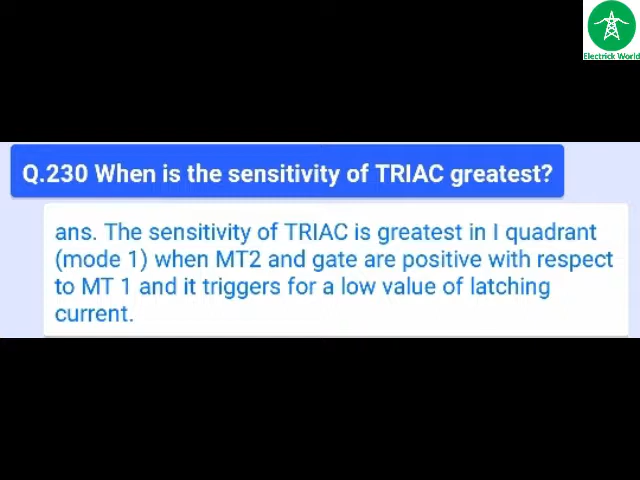 Electrick World
Q.230 When is the sensitivity of TRIAC greatest?
ans. The sensitivity of TRIAC is greatest in I quadrant
(mode 1) when MT2 and gate are positive with respect
to MT 1 and it triggers for a low value of latching
current.